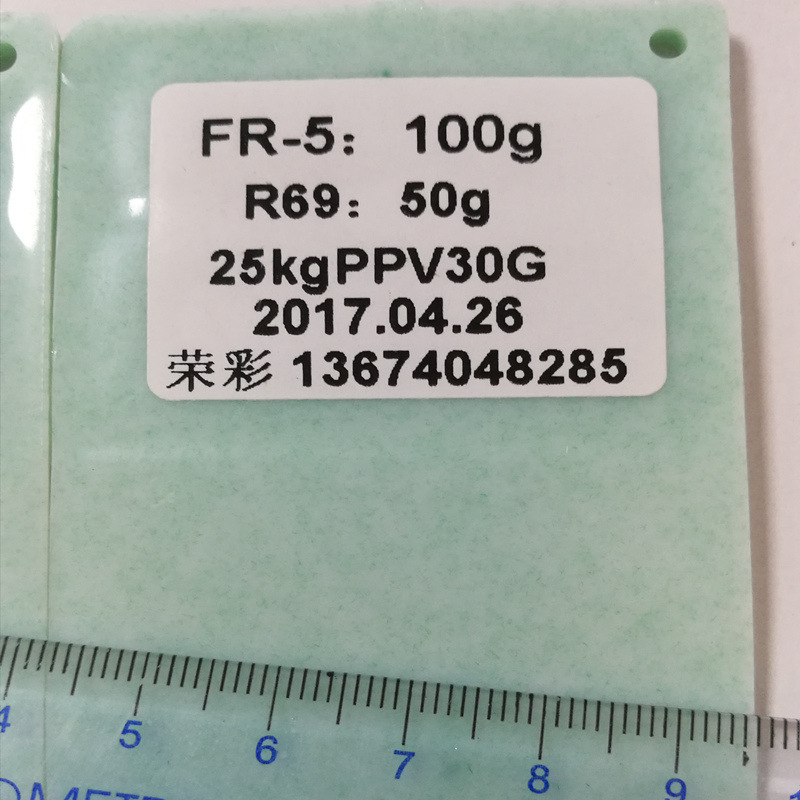 FR-5： 100g
R69： 50g
25kgPPV30G
2017.04.26
荣彩 13674048285
4 5 6 7 8 9